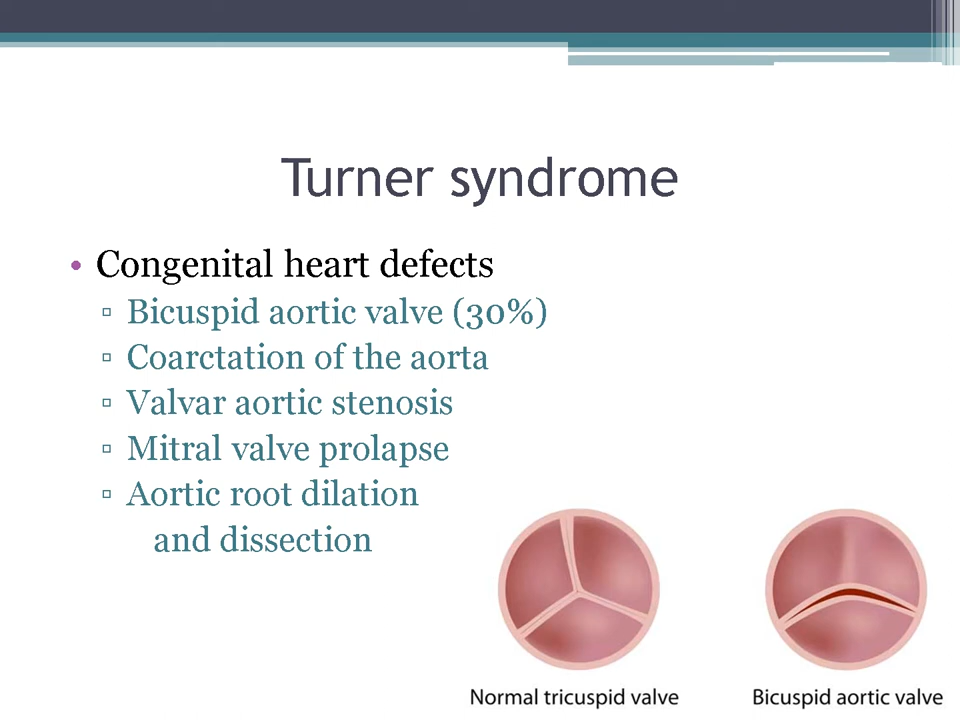 Turner syndrome
• Congenital heart defects
▫ Bicuspid aortic valve (30%)
▫ Coarctation of the aorta
▫ Valvar aortic stenosis
▫ Mitral valve prolapse
▫ Aortic root dilation
and dissection
Normal tricuspid valve
Bicuspid aortic valve